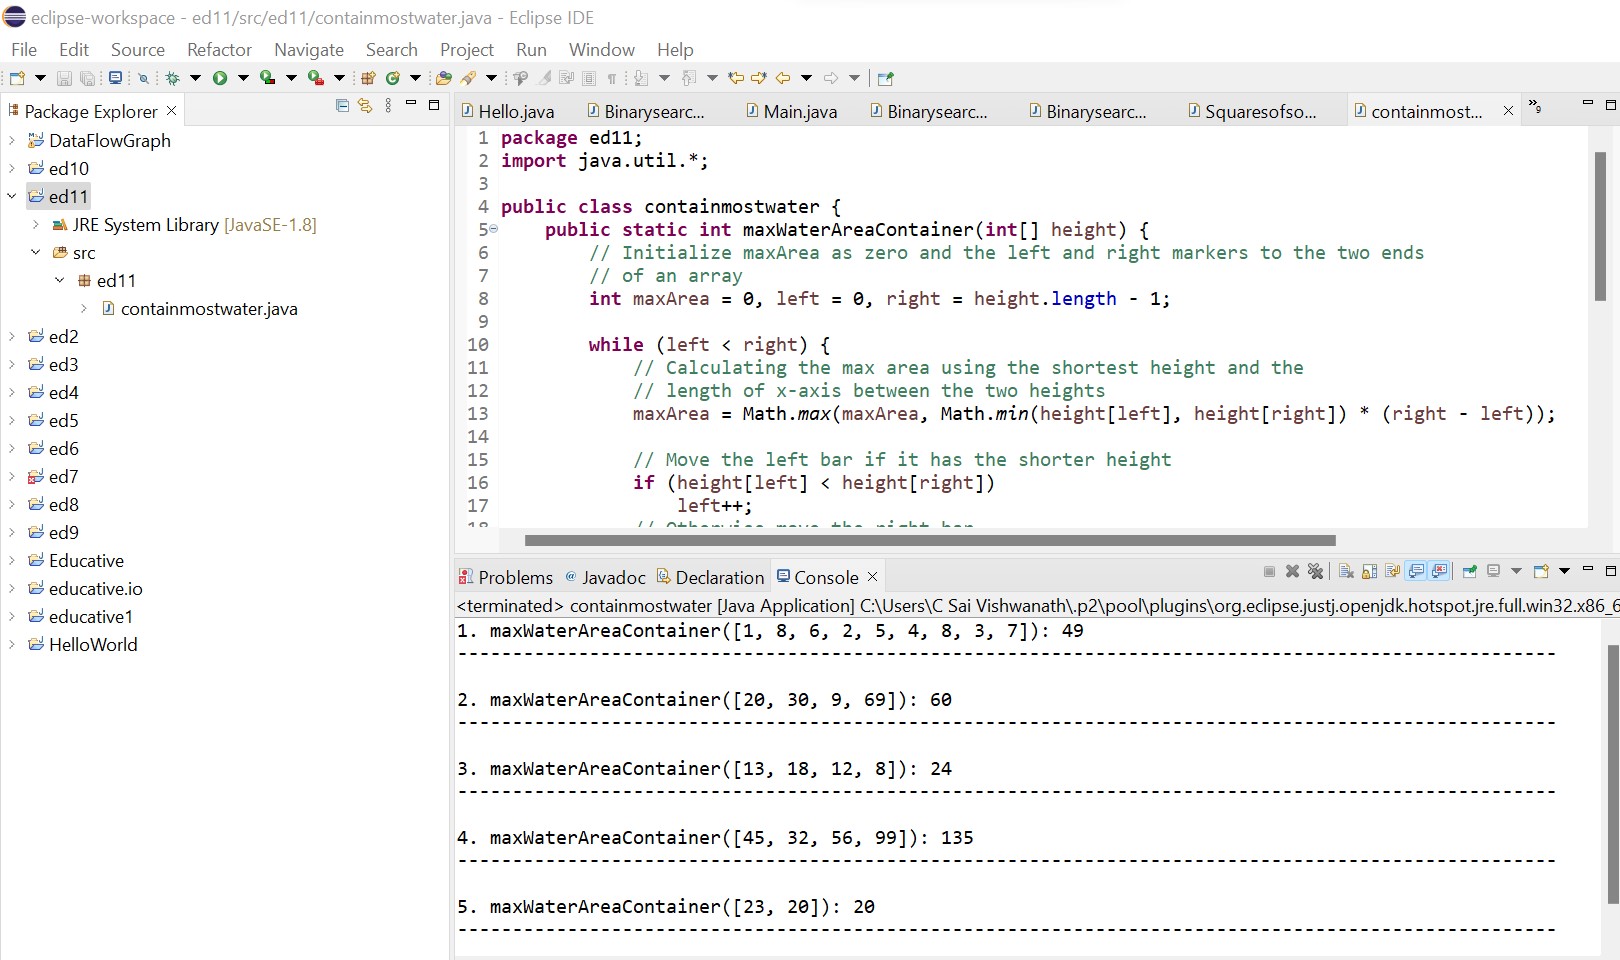 eclipse-workspace - ed11/src/ed11/containmostwater.java - Eclipse IDE
File Edit Source Refactor Navigate Search Project Run Window Help
Package Explorer
DataFlowGraph
ed10
ed11
JRE System Library [JavaSE-1.8]
src
ed11
containmostwater.java
ed2
ed3
ed4
ed5
ed6
ed7
ed8
ed9
Educative
educative.io
educative1
HelloWorld
Hello.java Binarysearc... Main.java Binarysearc... Binarysearc... Squaresofso... containmost... »9
1 package ed11;
2 import java.util.*;
3
4 public class containmostwater {
5 public static int maxWaterAreaContainer(int[] height) {
6 // Initialize maxArea as zero and the left and right markers to the two ends
7 // of an array
8 int maxArea = 0, left = 0, right = height.length - 1;
9
10 while (left < right) {
11 // Calculating the max area using the shortest height and the
12 // length of x-axis between the two heights
13 maxArea = Math.max(maxArea, Math.min(height[left], height[right]) * (right - left));
14
15 // Move the left bar if it has the shorter height
16 if (height[left] < height[right])
17 left++;
18 // Otherwise move the right bar
Problems Javadoc Declaration Console
<terminated> containmostwater [Java Application] C:\Users\C Sai Vishwanath\.p2\pool\plugins\org.eclipse.justj.openjdk.hotspot.jre.full.win32.x86_6
1. maxWaterAreaContainer([1, 8, 6, 2, 5, 4, 8, 3, 7]): 49
----------------------------------------------------------------------------------------------------
2. maxWaterAreaContainer([20, 30, 9, 69]): 60
----------------------------------------------------------------------------------------------------
3. maxWaterAreaContainer([13, 18, 12, 8]): 24
----------------------------------------------------------------------------------------------------
4. maxWaterAreaContainer([45, 32, 56, 99]): 135
----------------------------------------------------------------------------------------------------
5. maxWaterAreaContainer([23, 20]): 20
----------------------------------------------------------------------------------------------------